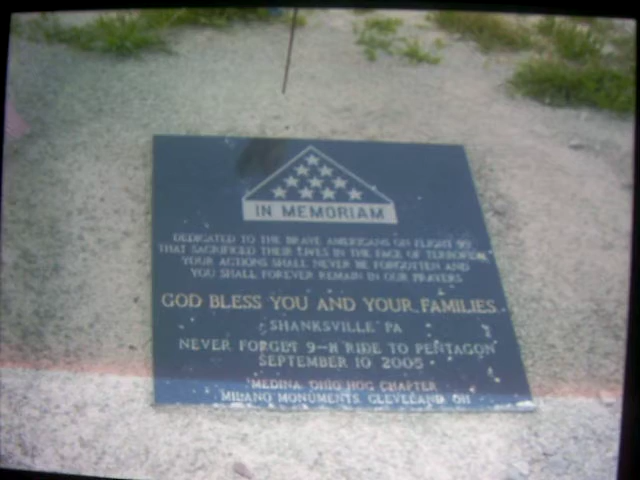 IN MEMORIAM
DEDICATED TO THE BRAVE AMERICANS ON FLIGHT 93
THAT SACRIFICED THEIR LIVES IN THE FACE OF TERRORISM
YOUR ACTIONS SHALL NEVER BE FORGOTTEN AND
YOU SHALL FOREVER REMAIN IN OUR PRAYERS
GOD BLESS YOU AND YOUR FAMILIES
SHANKSVILLE PA
NEVER FORGET 9-11 RIDE TO PENTAGON
SEPTEMBER 10 2005
MEDINA, OHIO HOG CHAPTER
MILANO MONUMENTS, CLEVELAND, OH